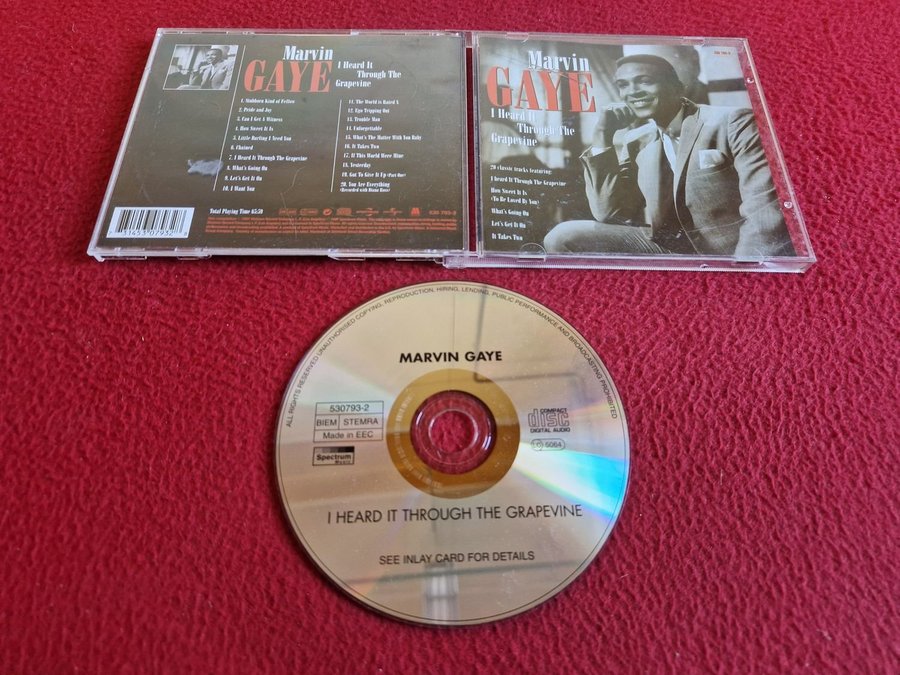 Marvin
GAYE
I Heard It
Through The
Grapevine
1. Stubborn Kind of Fellow
2. Pride and Joy
3. Can I Get A Witness
4. How Sweet It Is
5. Little Darling I Need You
6. Chained
7. I Heard It Through The Grapevine
8. What's Going On
9. Let's Get It On
10. I Want You
11. The World is Rated X
12. Ego Tripping Out
13. Trouble Man
14. Unforgettable
15. What's The Matter With You Baby
16. It Takes Two
17. If This World Were Mine
18. Yesterday
19. Got To Give It Up (Part One)
20. You Are Everything
(Recorded with Diana Ross)
Total Playing Time 65:59
530 793-2
31453 07932
Marvin
GAYE
I Heard It
Through The
Grapevine
20 classic tracks featuring:
I Heard It Through The Grapevine
How Sweet It Is
(To Be Loved By You)
What's Going On
Let's Get It On
It Takes Two
ALL RIGHTS RESERVED UNAUTHORISED COPYING, REPRODUCTION, HIRING, LENDING, PUBLIC PERFORMANCE AND BROADCASTING PROHIBITED
MARVIN GAYE
530793-2
BIEM STEMRA
Made in EEC
Spectrum
Music
COMPACT
disc
DIGITAL AUDIO
5064
I HEARD IT THROUGH THE GRAPEVINE
SEE INLAY CARD FOR DETAILS